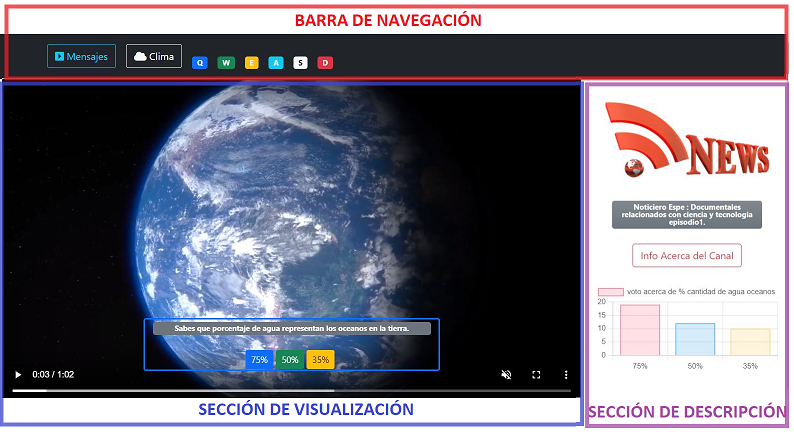 BARRA DE NAVEGACIÓN
Mensajes
Clima
Q
W
E
A
S
D
Sabes que porcentaje de agua representan los oceanos en la tierra.
75%
50%
35%
0:03 / 1:02
SECCIÓN DE VISUALIZACIÓN
NEWS
Noticiero Espe : Documentales
relacionados con ciencia y tecnología
episodio1.
Info Acerca del Canal
voto acerca de % cantidad de agua oceanos
20
15
10
5
0
75%
50%
35%
SECCIÓN DE DESCRIPCIÓN